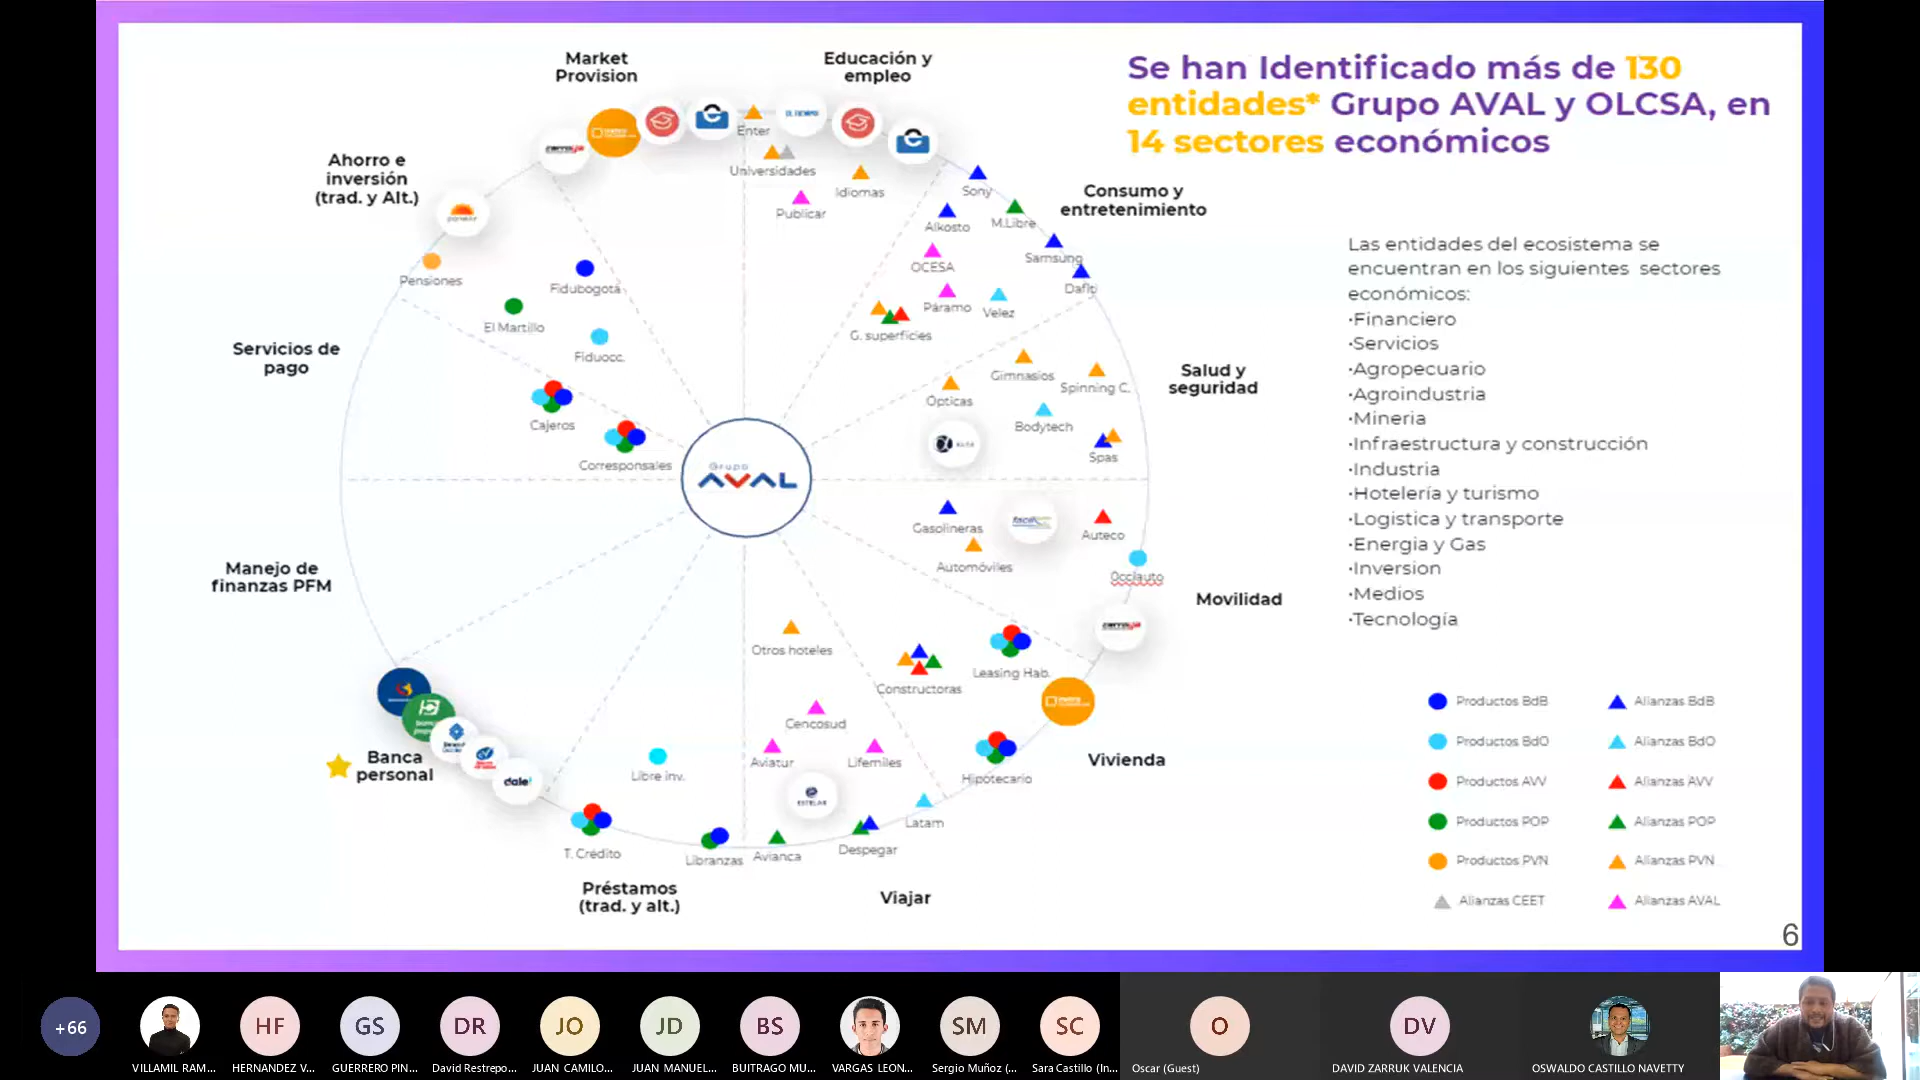 Se han Identificado más de 130
entidades* Grupo AVAL y OLCSA, en
14 sectores económicos
Market
Provision
Educación y
empleo
Ahorro e
inversión
(trad. y Alt.)
Consumo y
entretenimiento
Servicios de
pago
Salud y
seguridad
Manejo de
finanzas PFM
Movilidad
Banca
personal
Vivienda
Préstamos
(trad. y alt.)
Viajar
Enter
Universidades
Idiomas
Publicar
Sony
Alkosto
M.Libre
OCESA
Samsung
Dafiti
Páramo
Velez
G. superficies
Pensiones
Fidubogotá
El Martillo
Fiduocc.
Cajeros
Corresponsales
Gimnasios
Spinning C.
Ópticas
Bodytech
Spas
Grupo
AVAL
Gasolineras
Auteco
Automóviles
Occiauto
carroya
Otros hoteles
Leasing Hab.
Constructoras
Cencosud
Aviatur
Lifemiles
ESTELAR
Hipotecario
Latam
Libre inv.
dale!
T. Crédito
Libranzas
Avianca
Despegar
Las entidades del ecosistema se
encuentran en los siguientes sectores
económicos:
•Financiero
•Servicios
•Agropecuario
•Agroindustria
•Mineria
•Infraestructura y construcción
•Industria
•Hotelería y turismo
•Logistica y transporte
•Energia y Gas
•Inversion
•Medios
•Tecnología
Productos BdB
Alianzas BdB
Productos BdO
Alianzas BdO
Productos AVV
Alianzas AVV
Productos POP
Alianzas POP
Productos PVN
Alianzas PVN
Alianzas CEET
Alianzas AVAL
6
+66
HF
GS
DR
JO
JD
BS
SM
SC
O
DV
VILLAMIL RAM...
HERNANDEZ V...
GUERRERO PIN...
David Restrepo...
JUAN CAMILO...
JUAN MANUEL...
BUITRAGO MU...
VARGAS LEON...
Sergio Muñoz (...
Sara Castillo (In...
Oscar (Guest)
DAVID ZARRUK VALENCIA
OSWALDO CASTILLO NAVETTY